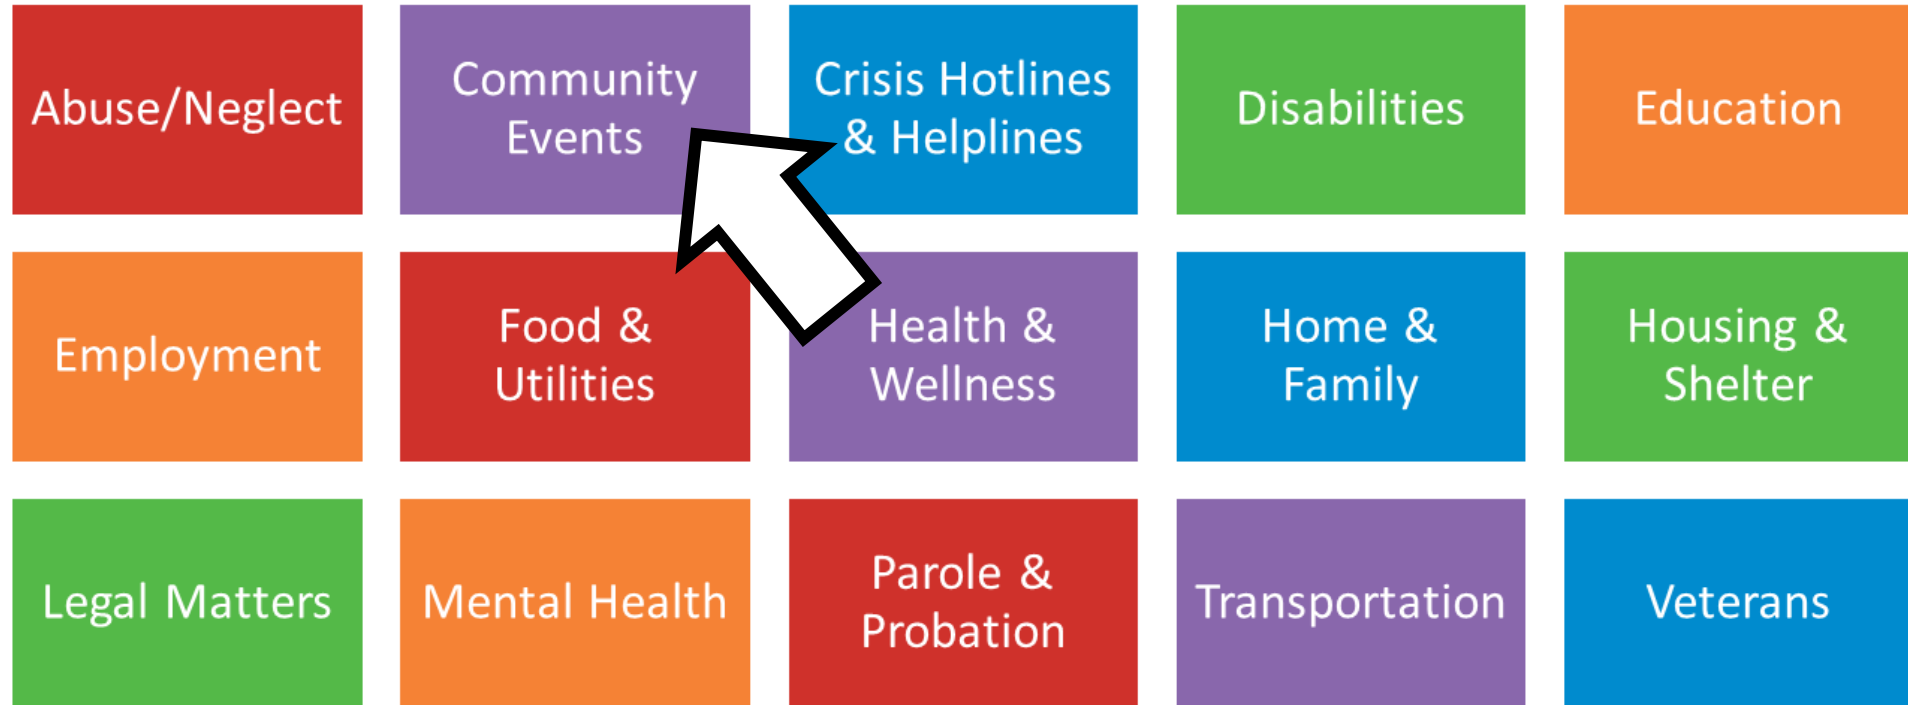 Abuse/Neglect
Community
Events
Crisis Hotlines
& Helplines
Disabilities
Education
Employment
Food &
Utilities
Health &
Wellness
Home &
Family
Housing &
Shelter
Legal Matters
Mental Health
Parole &
Probation
Transportation
Veterans